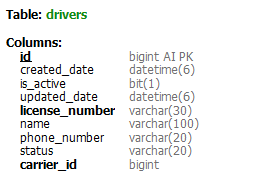 Table: drivers
Columns:
id bigint AI PK
created_date datetime(6)
is_active bit(1)
updated_date datetime(6)
license_number varchar(30)
name varchar(100)
phone_number varchar(20)
status varchar(20)
carrier_id bigint